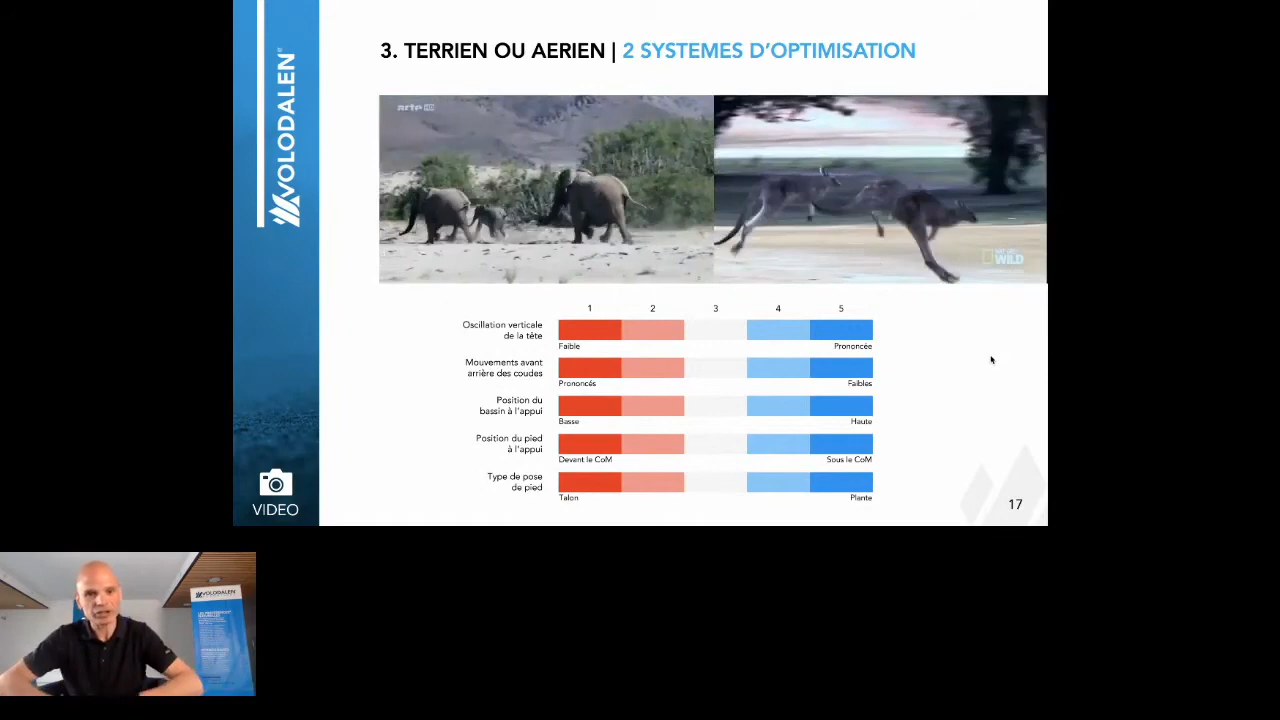 VOLODALEN®
3. TERRIEN OU AERIEN | 2 SYSTEMES D'OPTIMISATION
arte HD
WILD
1 2 3 4 5
Oscillation verticale
de la tête
Faible Prononcée
Mouvements avant
arrière des coudes
Prononcés Faibles
Position du
bassin à l'appui
Basse Haute
Position du pied
à l'appui
Devant le CoM Sous le CoM
Type de pose
de pied
Talon Plante
VIDEO
17
VOLODALEN